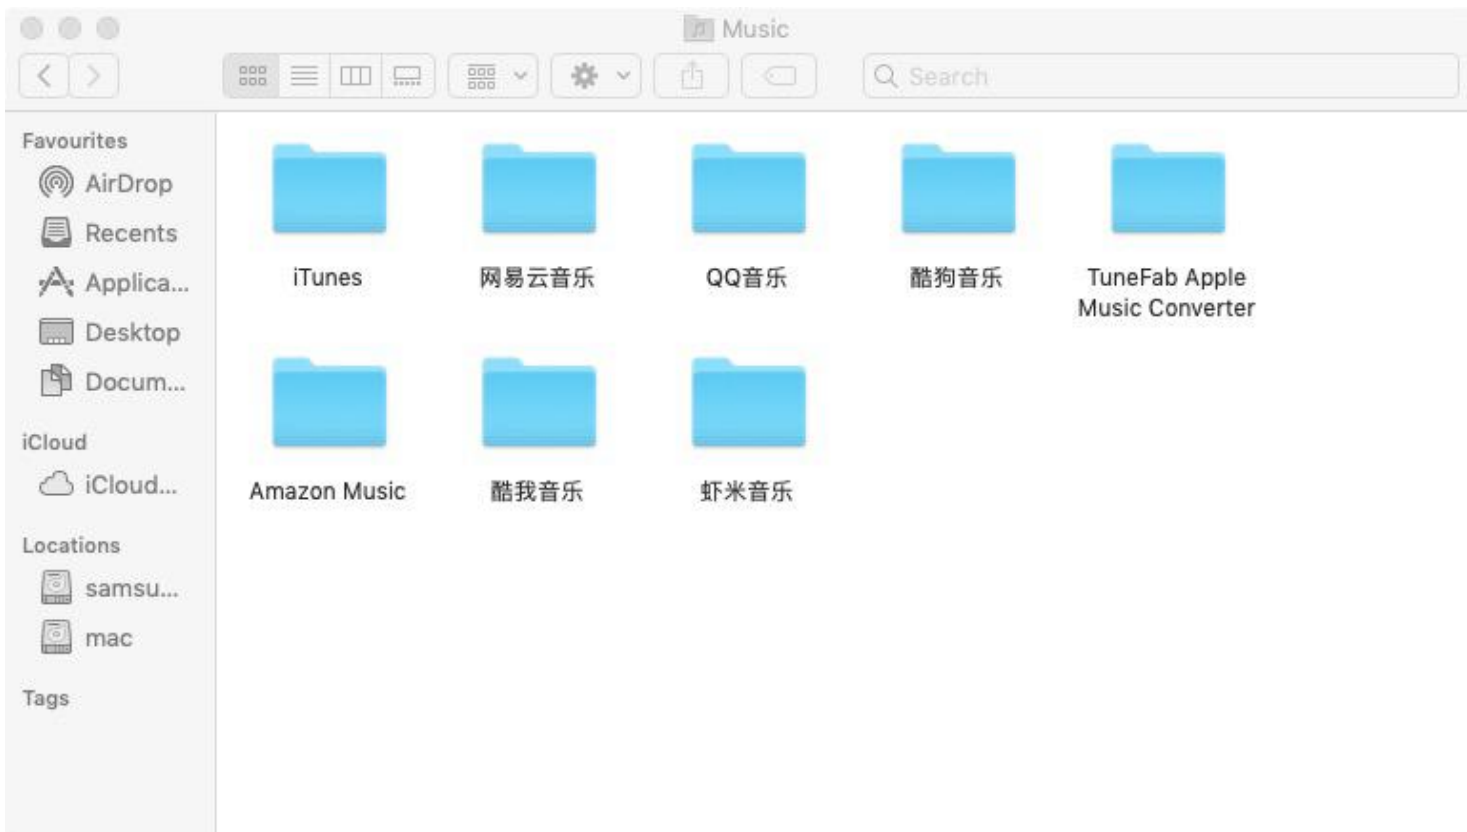 Music
Search
Favourites
AirDrop
Recents
Applica...
Desktop
Docum...
iCloud
iCloud...
Locations
samsu...
mac
Tags
iTunes
网易云音乐
QQ音乐
酷狗音乐
TuneFab Apple
Music Converter
Amazon Music
酷我音乐
虾米音乐